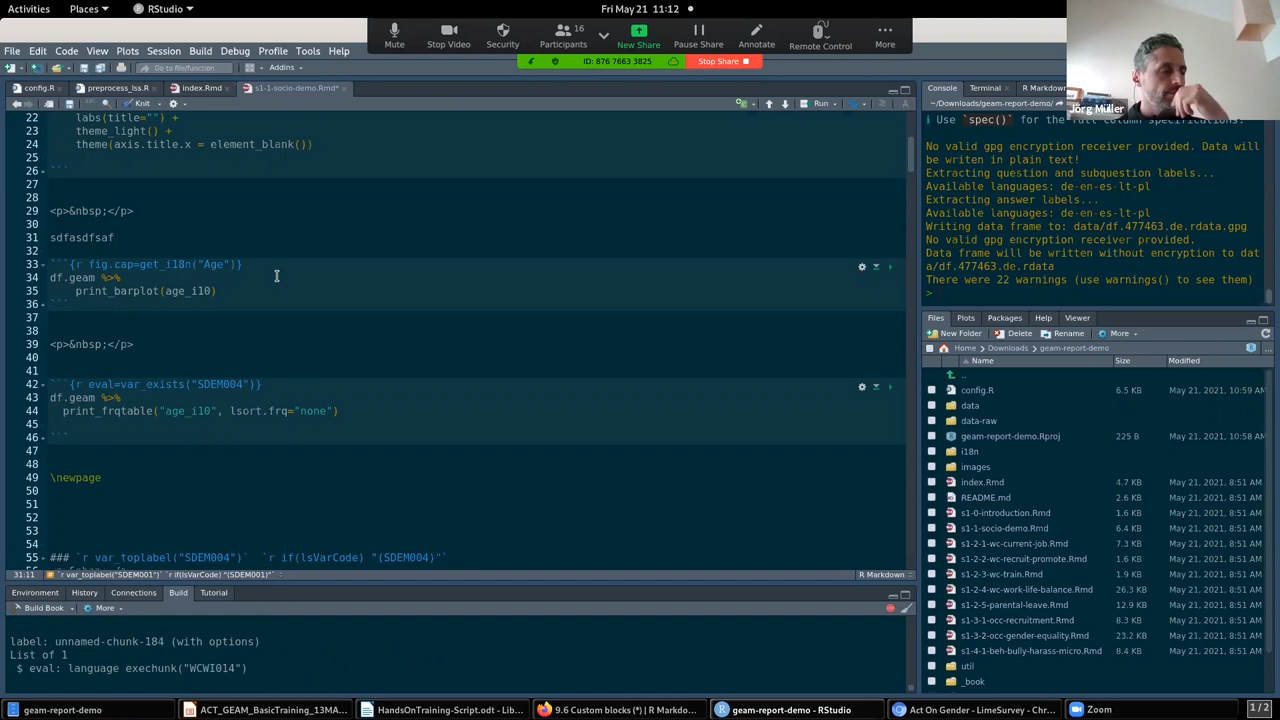 Activities Places RStudio Fri May 21 11:12
Mute Stop Video Security Participants 16 New Share Pause Share Annotate Remote Control More
ID: 876 7663 3825 Stop Share
File Edit Code View Plots Session Build Debug Profile Tools Help
Go to file/function Addins
config.R preprocess_lss.R index.Rmd s1-1-socio-demo.Rmd*
Knit Run
22 labs(title="") +
23 theme_light() +
24 theme(axis.title.x = element_blank())
25
26 ```
27
28
29 <p>&nbsp;</p>
30
31 sdfasdfsaf
32
33 ```{r fig.cap=get_i18n("Age")}
34 df.geam %>%
35 print_barplot(age_i10)
36 ```
37
38
39 <p>&nbsp;</p>
40
41
42 ```{r eval=var_exists("SDEM004")}
43 df.geam %>%
44 print_frqtable("age_i10", lsort.frq="none")
45
46 ```
47
48
49 \newpage
50
51
52
53
54
55 ### `r var_toplabel("SDEM004")` `r if(lsVarCode) "(SDEM004)"`
31:11 `r var_toplabel("SDEM001")` `r if(lsVarCode) "(SDEM001)"` R Markdown
Environment History Connections Build Tutorial
Build Book More
label: unnamed-chunk-184 (with options)
List of 1
$ eval: language exechunk("WCWI014")
Jörg Müller
Console Terminal R Markdown
~/Downloads/geam-report-demo/
No valid gpg encryption receiver provided. Data will
be writen in plain text!
Extracting question and subquestion labels...
Available languages: de-en-es-lt-pl
Extracting answer labels...
Available languages: de-en-es-lt-pl
Writing data frame to: data/df.477463.de.rdata.gpg
No valid gpg encryption receiver provided.
Data frame will be written without encryption to dat
a/df.477463.de.rdata
There were 22 warnings (use warnings() to see them)
>
Files Plots Packages Help Viewer
New Folder Delete Rename More
Home Downloads geam-report-demo
Name Size Modified
..
config.R 6.5 KB May 21, 2021, 10:59 AM
data
data-raw
geam-report-demo.Rproj 225 B May 21, 2021, 10:58 AM
i18n
images
index.Rmd 4.7 KB May 21, 2021, 8:51 AM
README.md 2.6 KB May 21, 2021, 8:51 AM
s1-0-introduction.Rmd 1.6 KB May 21, 2021, 8:51 AM
s1-1-socio-demo.Rmd 6.4 KB May 21, 2021, 8:51 AM
s1-2-1-wc-current-job.Rmd 7.3 KB May 21, 2021, 8:51 AM
s1-2-2-wc-recruit-promote.Rmd 1.6 KB May 21, 2021, 8:51 AM
s1-2-3-wc-train.Rmd 1.9 KB May 21, 2021, 8:51 AM
s1-2-4-wc-work-life-balance.Rmd 26.3 KB May 21, 2021, 8:51 AM
s1-2-5-parental-leave.Rmd 12.9 KB May 21, 2021, 8:51 AM
s1-3-1-occ-recruitment.Rmd 8.3 KB May 21, 2021, 8:51 AM
s1-3-2-occ-gender-equality.Rmd 23.2 KB May 21, 2021, 8:51 AM
s1-4-1-beh-bully-harass-micro.Rmd 8.4 KB May 21, 2021, 8:51 AM
util
_book
geam-report-demo ACT_GEAM_BasicTraining_13MA... HandsOnTraining-Script.odt - Lib... 9.6 Custom blocks (*) | R Markdo... geam-report-demo - RStudio Act On Gender - LimeSurvey - Chr... Zoom 1/2